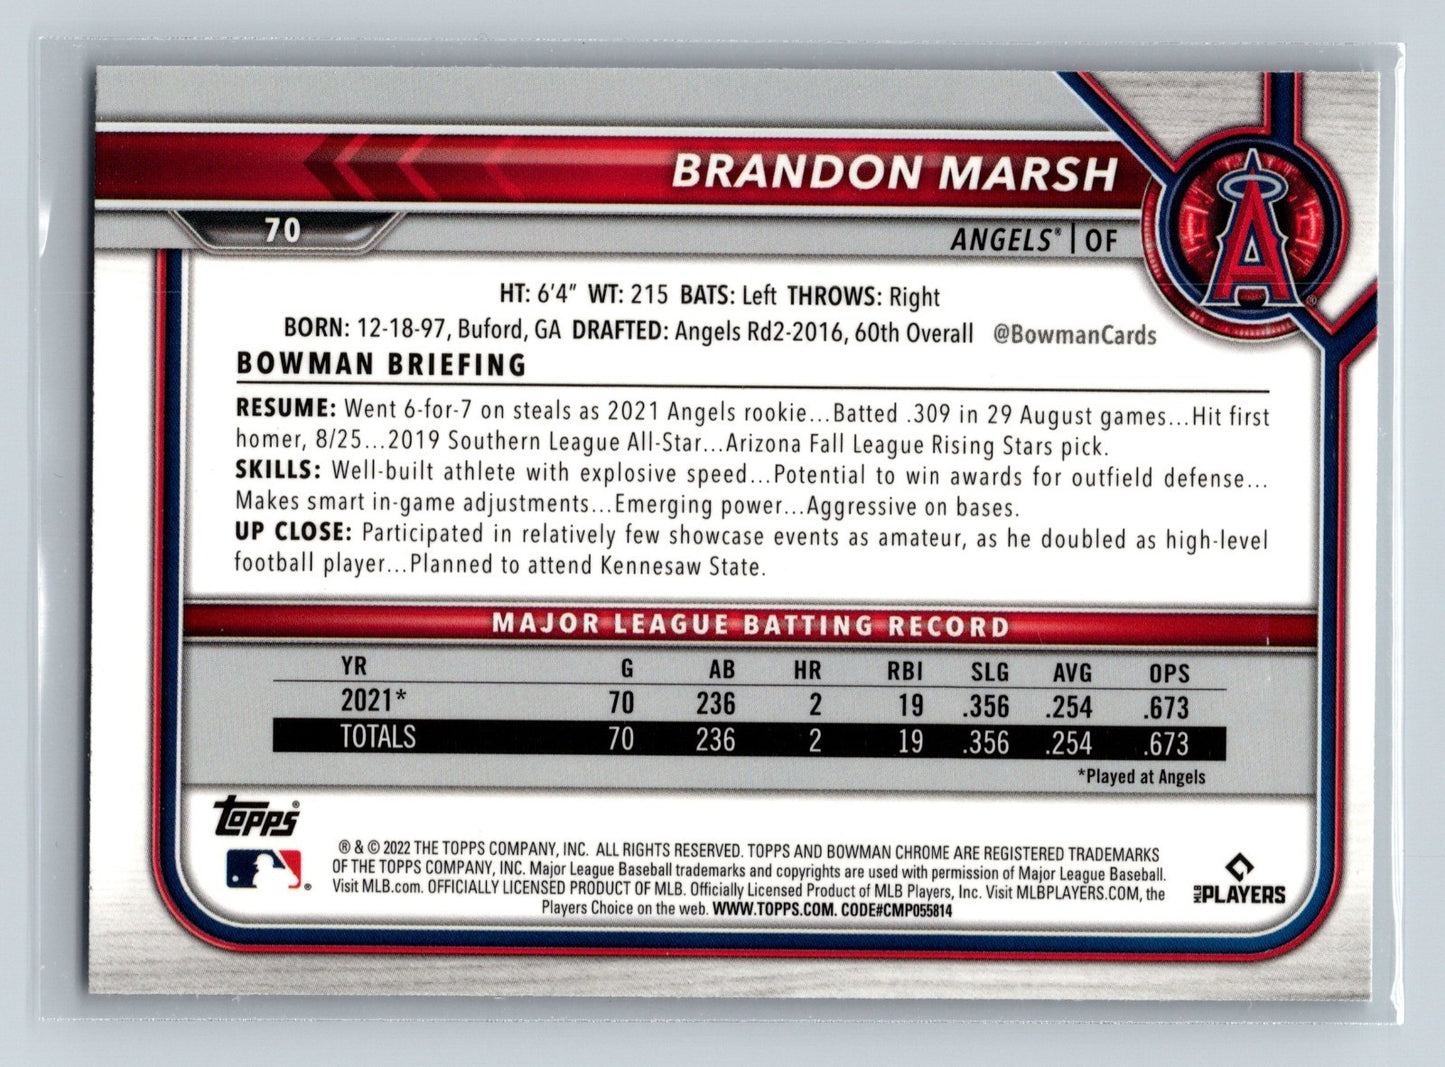 BRANDON MARSH
70
ANGELS® | OF
A
®
HT: 6'4" WT: 215 BATS: Left THROWS: Right
BORN: 12-18-97, Buford, GA DRAFTED: Angels Rd2-2016, 60th Overall @BowmanCards
BOWMAN BRIEFING
RESUME: Went 6-for-7 on steals as 2021 Angels rookie...Batted .309 in 29 August games...Hit first
homer, 8/25...2019 Southern League All-Star...Arizona Fall League Rising Stars pick.
SKILLS: Well-built athlete with explosive speed...Potential to win awards for outfield defense...
Makes smart in-game adjustments...Emerging power...Aggressive on bases.
UP CLOSE: Participated in relatively few showcase events as amateur, as he doubled as high-level
football player...Planned to attend Kennesaw State.
MAJOR LEAGUE BATTING RECORD
YR G AB HR RBI SLG AVG OPS
2021* 70 236 2 19 .356 .254 .673
TOTALS 70 236 2 19 .356 .254 .673
*Played at Angels
Topps®
® & © 2022 THE TOPPS COMPANY, INC. ALL RIGHTS RESERVED. TOPPS AND BOWMAN CHROME ARE REGISTERED TRADEMARKS
OF THE TOPPS COMPANY, INC. Major League Baseball trademarks and copyrights are used with permission of Major League Baseball.
Visit MLB.com. OFFICIALLY LICENSED PRODUCT OF MLB. Officially Licensed Product of MLB Players, Inc. Visit MLBPLAYERS.COM, the
Players Choice on the web. WWW.TOPPS.COM. CODE#CMP055814
®
MLB PLAYERS